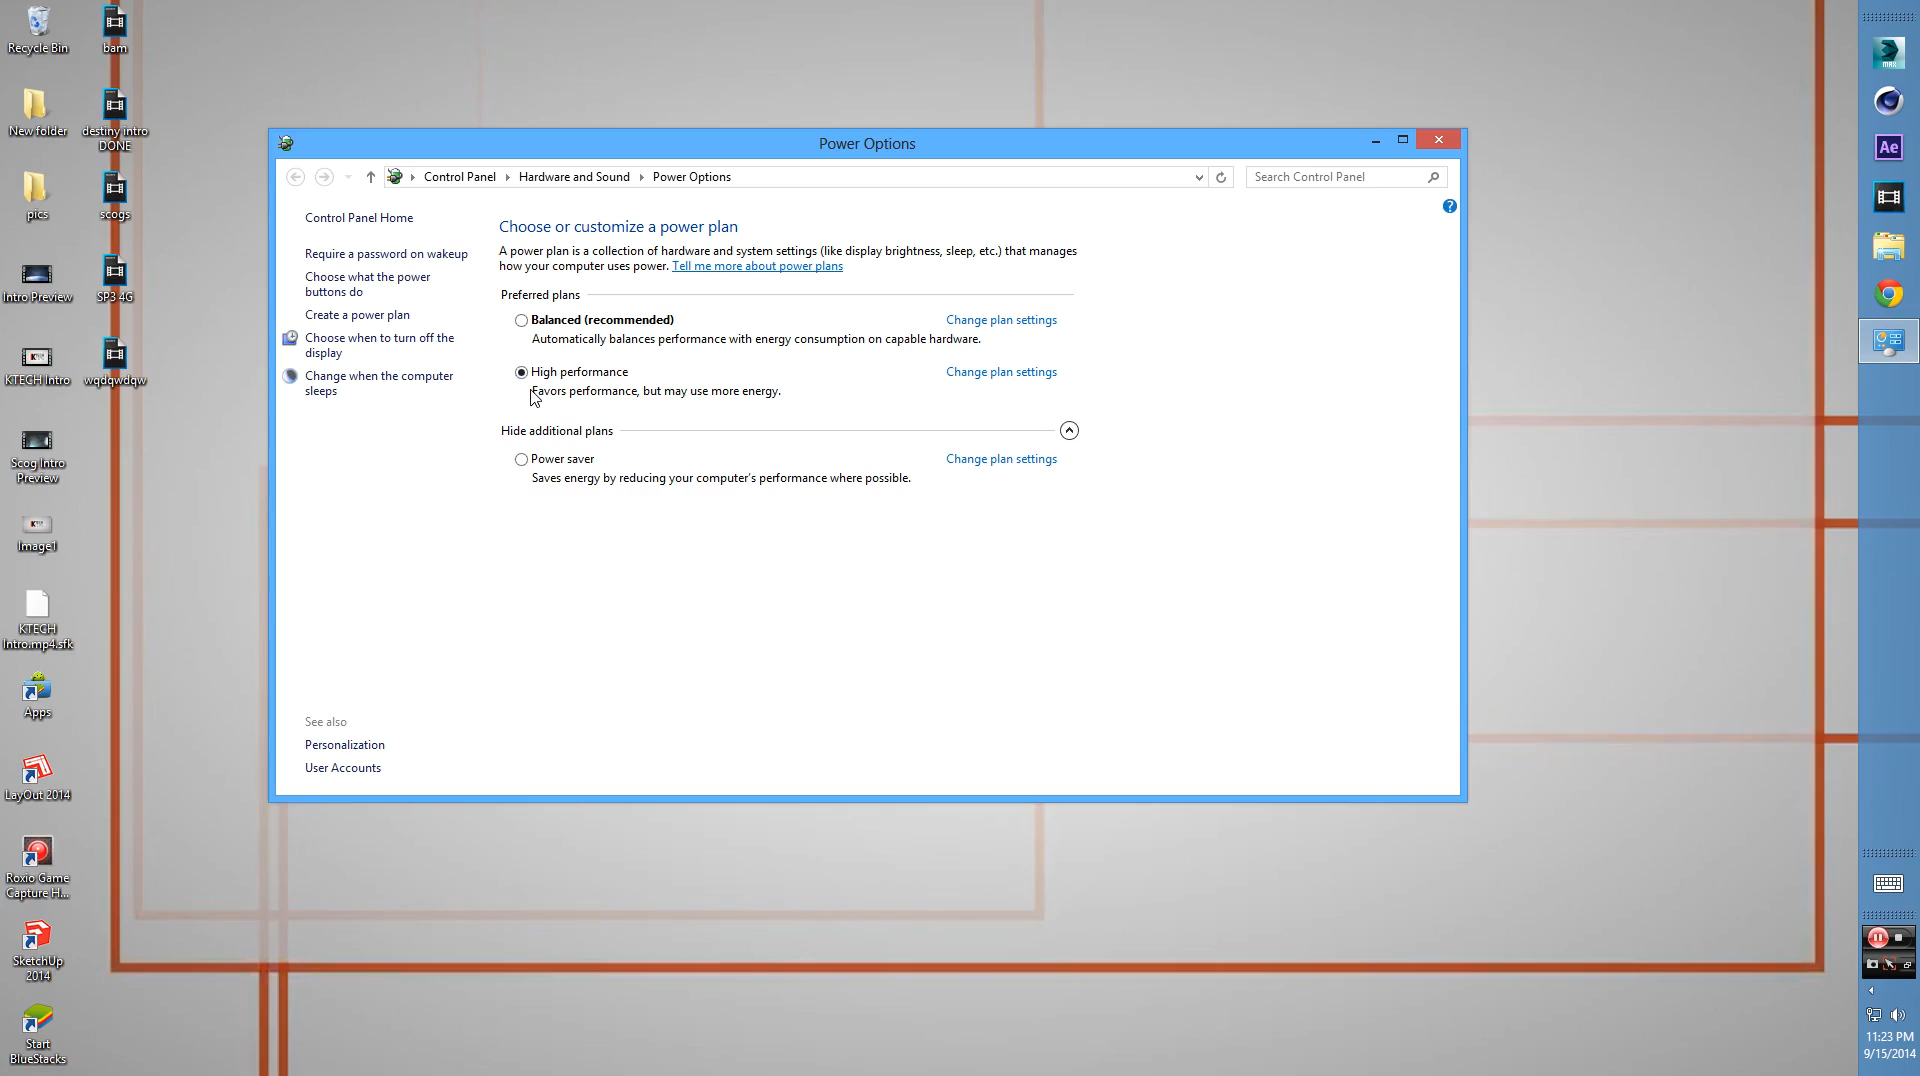 Recycle Bin
bam
New folder
destiny intro
DONE
pics
scogs
Intro Preview
SP3 4G
KTECH Intro
wqdqwdqw
Scog Intro
Preview
Image1
KTECH
Intro.mp4.sfk
Apps
LayOut 2014
Roxio Game
Capture H...
SketchUp
2014
Start
BlueStacks
Power Options
Control Panel
Hardware and Sound
Power Options
Search Control Panel
Control Panel Home
Require a password on wakeup
Choose what the power
buttons do
Create a power plan
Choose when to turn off the
display
Change when the computer
sleeps
Choose or customize a power plan
A power plan is a collection of hardware and system settings (like display brightness, sleep, etc.) that manages
how your computer uses power. Tell me more about power plans
Preferred plans
Balanced (recommended)
Change plan settings
Automatically balances performance with energy consumption on capable hardware.
High performance
Change plan settings
Favors performance, but may use more energy.
Hide additional plans
Power saver
Change plan settings
Saves energy by reducing your computer's performance where possible.
See also
Personalization
User Accounts
MAX
Ae
11:23 PM
9/15/2014